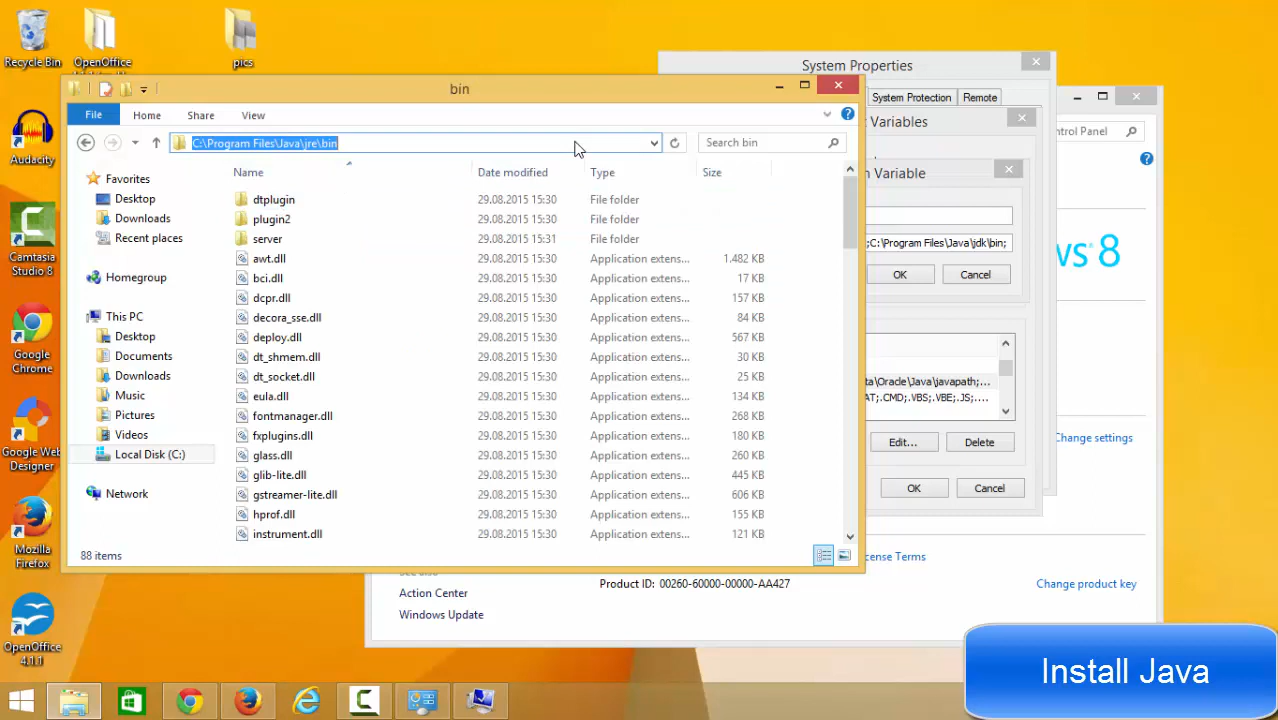 Recycle Bin
OpenOffice
pics
Audacity
Camtasia
Studio 8
Google
Chrome
Google Web
Designer
Mozilla
Firefox
OpenOffice
4.1.1
bin
File
Home
Share
View
C:\Program Files\Java\jre\bin
Search bin
Favorites
Desktop
Downloads
Recent places
Homegroup
This PC
Desktop
Documents
Downloads
Music
Pictures
Videos
Local Disk (C:)
Network
Name Date modified Type Size
dtplugin 29.08.2015 15:30 File folder
plugin2 29.08.2015 15:30 File folder
server 29.08.2015 15:31 File folder
awt.dll 29.08.2015 15:30 Application extens... 1.482 KB
bci.dll 29.08.2015 15:30 Application extens... 17 KB
dcpr.dll 29.08.2015 15:30 Application extens... 157 KB
decora_sse.dll 29.08.2015 15:30 Application extens... 84 KB
deploy.dll 29.08.2015 15:30 Application extens... 567 KB
dt_shmem.dll 29.08.2015 15:30 Application extens... 30 KB
dt_socket.dll 29.08.2015 15:30 Application extens... 25 KB
eula.dll 29.08.2015 15:30 Application extens... 134 KB
fontmanager.dll 29.08.2015 15:30 Application extens... 268 KB
fxplugins.dll 29.08.2015 15:30 Application extens... 180 KB
glass.dll 29.08.2015 15:30 Application extens... 260 KB
glib-lite.dll 29.08.2015 15:30 Application extens... 445 KB
gstreamer-lite.dll 29.08.2015 15:30 Application extens... 606 KB
hprof.dll 29.08.2015 15:30 Application extens... 155 KB
instrument.dll 29.08.2015 15:30 Application extens... 121 KB
88 items
System Properties
System Protection Remote
Variables
Variable
;C:\Program Files\Java\jdk\bin;
OK Cancel
ta\Oracle\Java\javapath;...
AT;.CMD;.VBS;.VBE;.JS;....
Edit... Delete
OK Cancel
ntrol Panel
ws 8
Change settings
cense Terms
Product ID: 00260-60000-00000-AA427
Change product key
Action Center
Windows Update
Install Java